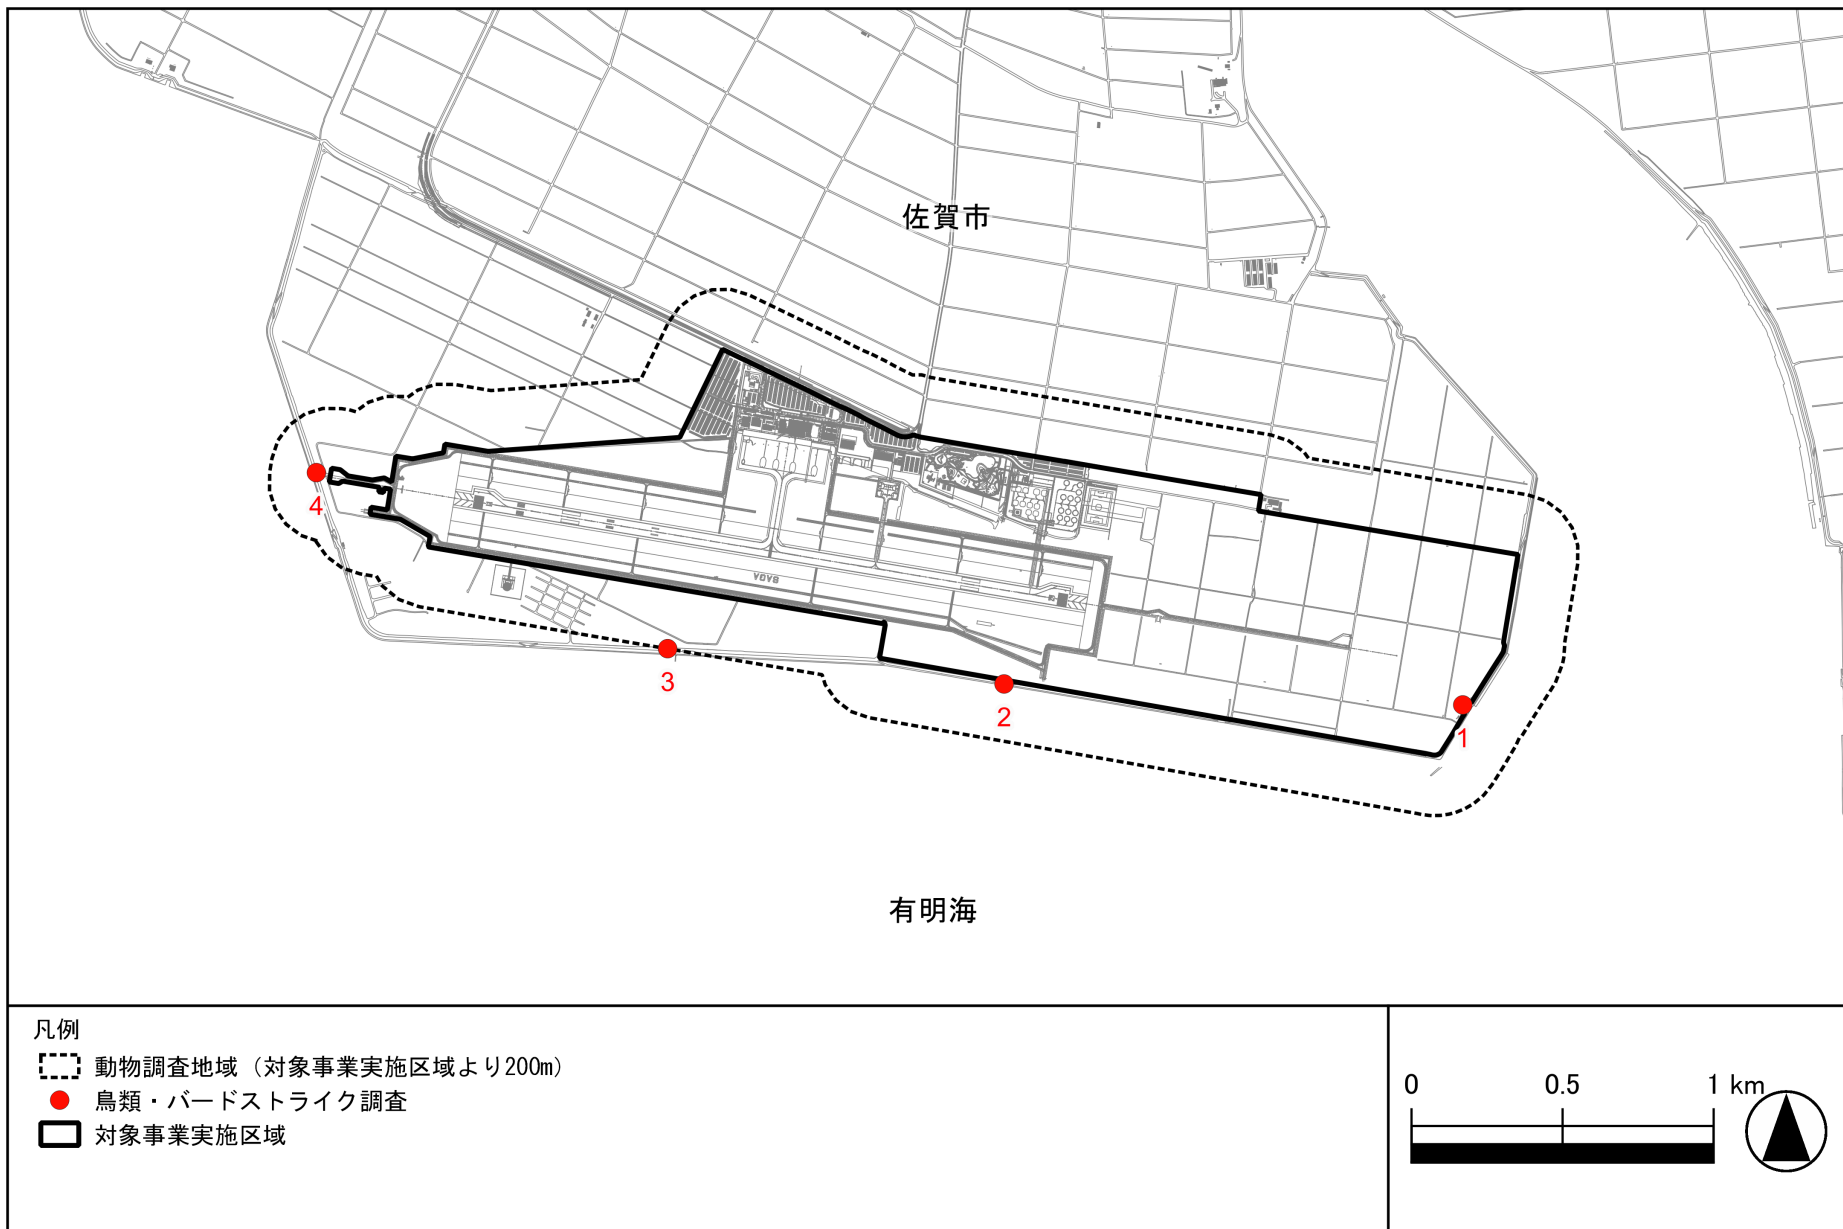 佐賀市
4
3
2
1
SAGA
有明海
凡例
動物調査地域（対象事業実施区域より200m）
鳥類・バードストライク調査
対象事業実施区域
0 0.5 1 km